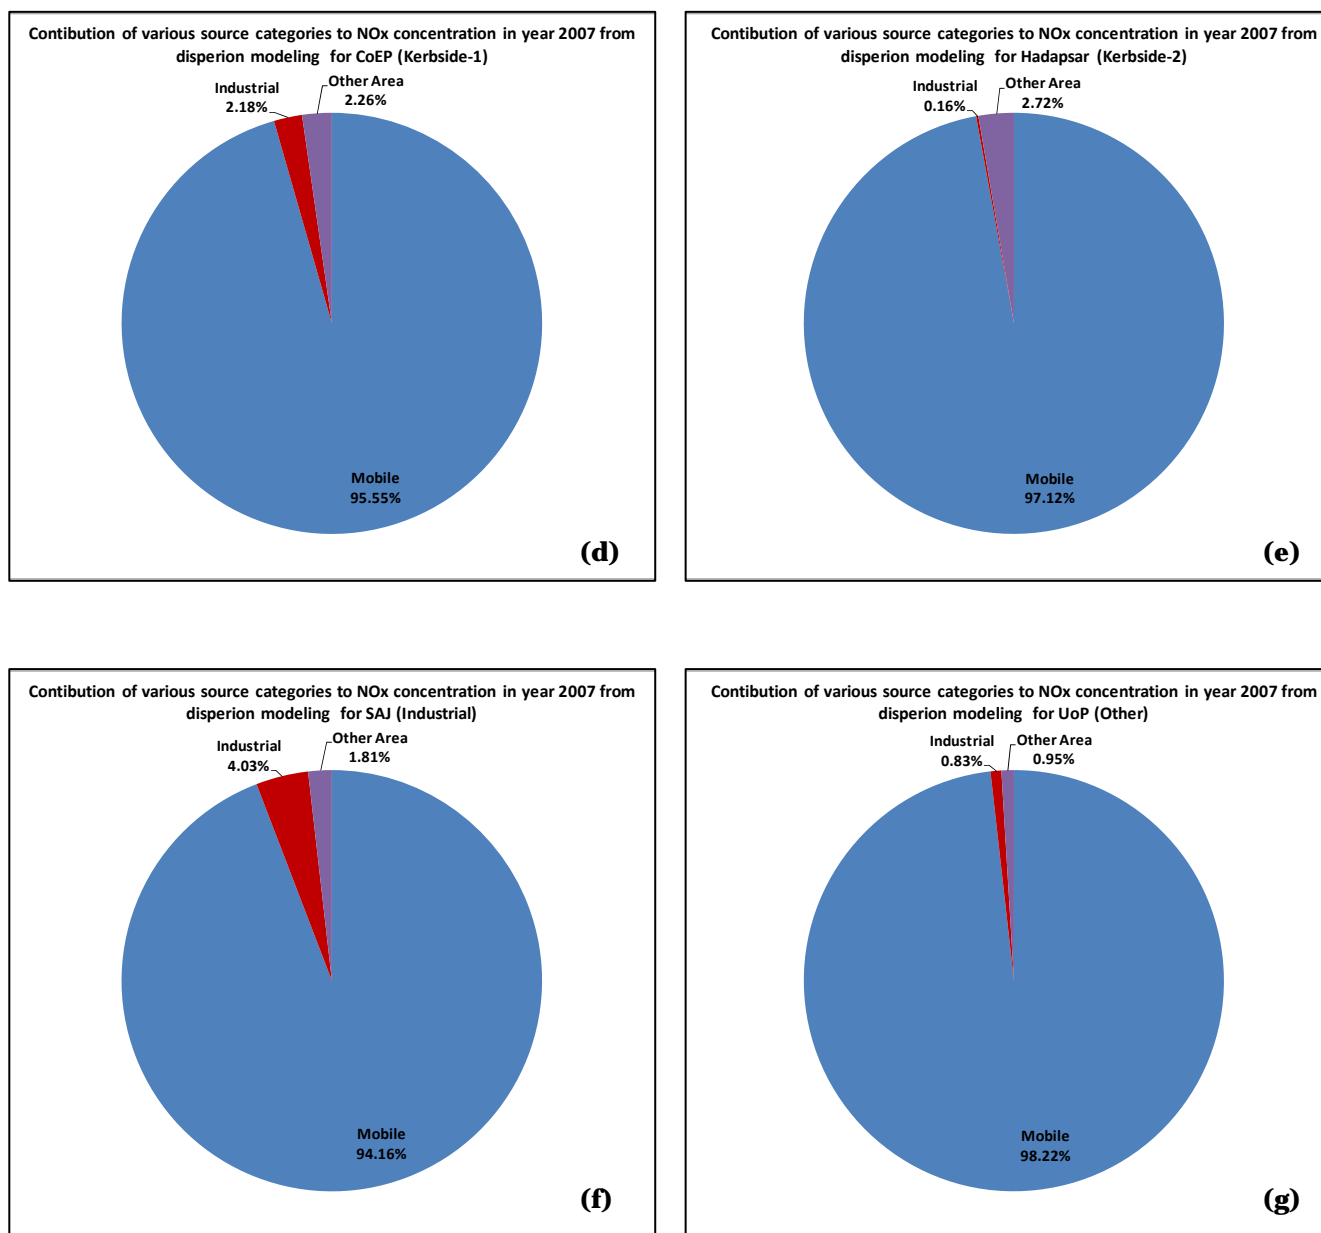 Contibution of various source categories to NOx concentration in year 2007 from
disperion modeling for CoEP (Kerbside-1)
Industrial
2.18%
Other Area
2.26%
Mobile
95.55%
(d)
Contibution of various source categories to NOx concentration in year 2007 from
disperion modeling for Hadapsar (Kerbside-2)
Industrial
0.16%
Other Area
2.72%
Mobile
97.12%
(e)
Contibution of various source categories to NOx concentration in year 2007 from
disperion modeling for SAJ (Industrial)
Industrial
4.03%
Other Area
1.81%
Mobile
94.16%
(f)
Contibution of various source categories to NOx concentration in year 2007 from
disperion modeling for UoP (Other)
Industrial
0.83%
Other Area
0.95%
Mobile
98.22%
(g)